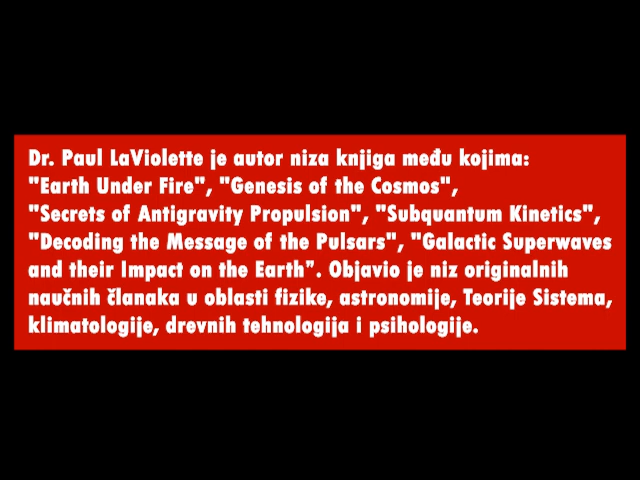 Dr. Paul LaViolette je autor niza knjiga među kojima:
"Earth Under Fire", "Genesis of the Cosmos",
"Secrets of Antigravity Propulsion", "Subquantum Kinetics",
"Decoding the Message of the Pulsars", "Galactic Superwaves
and their Impact on the Earth". Objavio je niz originalnih
naučnih članaka u oblasti fizike, astronomije, Teorije Sistema,
klimatologije, drevnih tehnologija i psihologije.